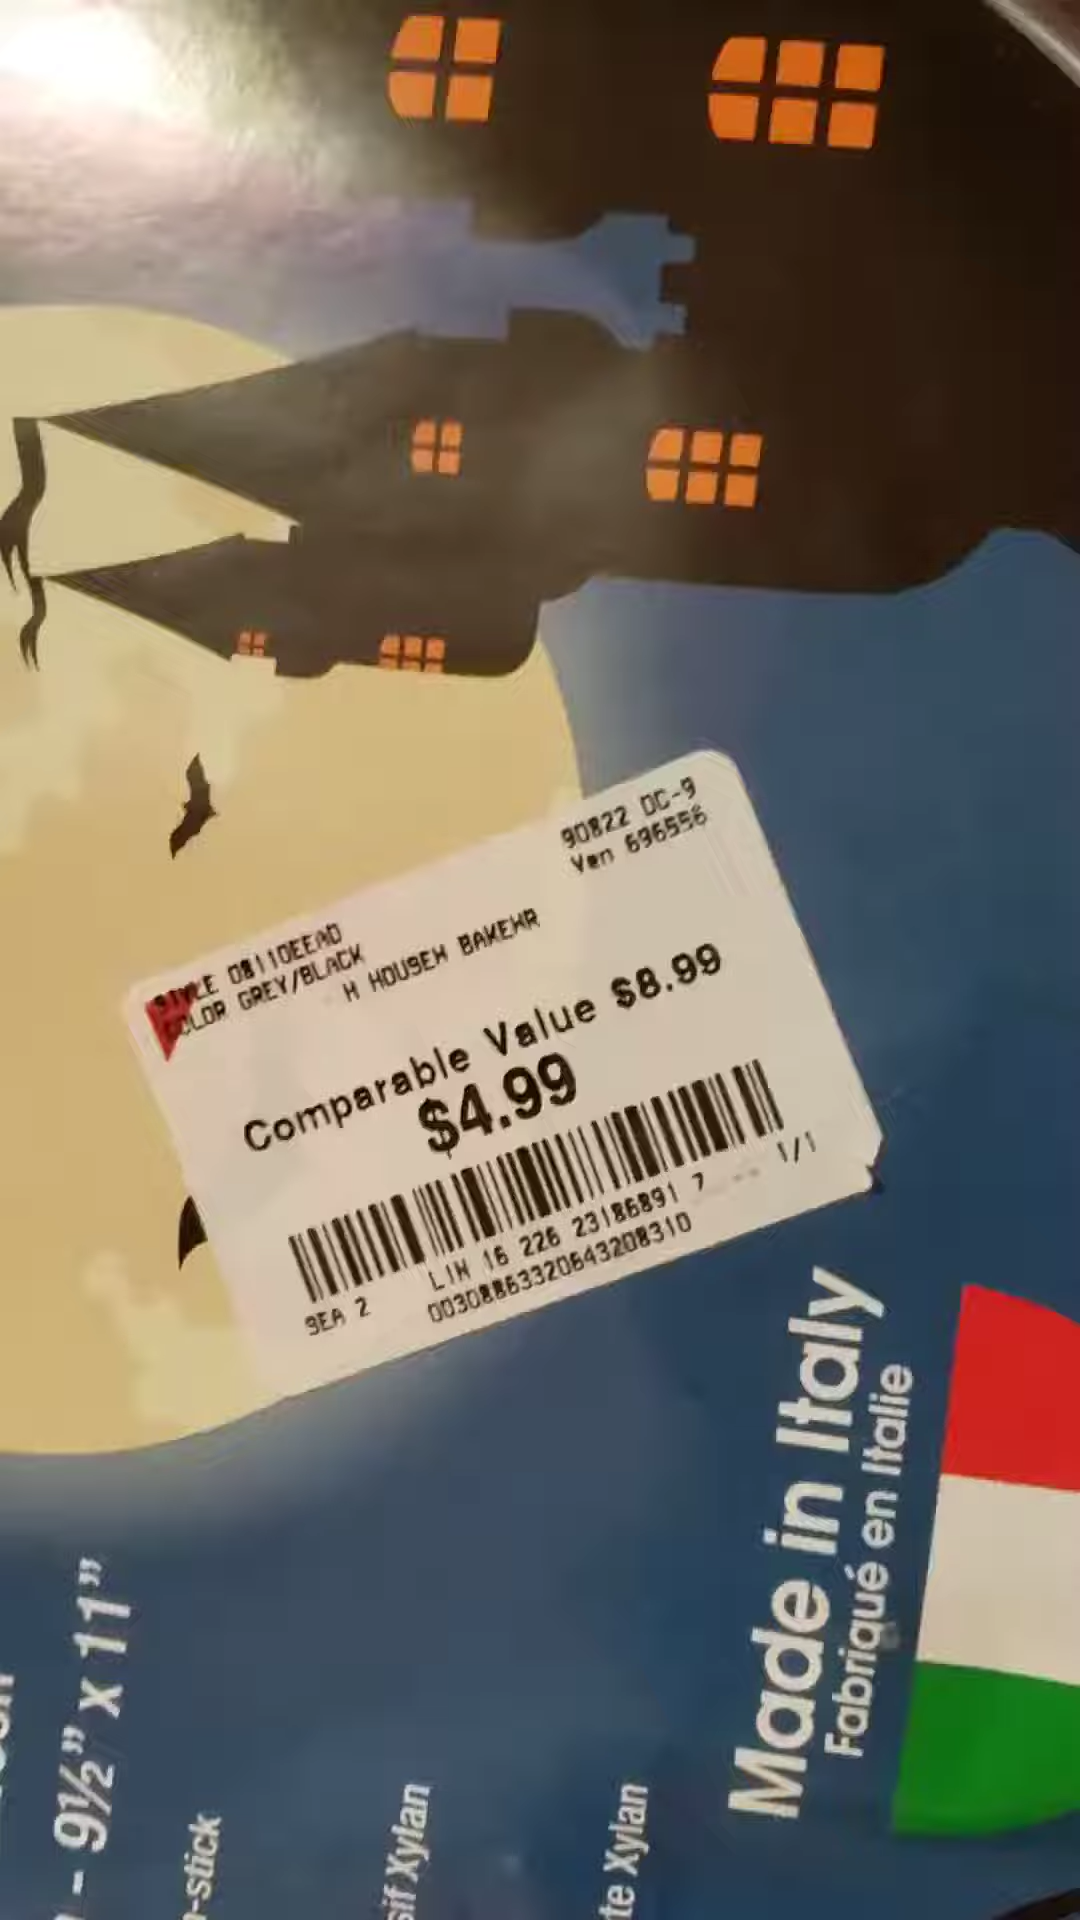 90822 DC-9
Ven 696556
STYLE 08110EEAD
COLOR GREY/BLACK
H HOUSEH BAKEWR
Comparable Value $8.99
$4.99
1/1
LIN 16 226 23186891 7
SEA 2
00308863320643208310
Made in Italy
Fabriqué en Italie
– 9½” x 11”
-stick
sif Xylan
te Xylan